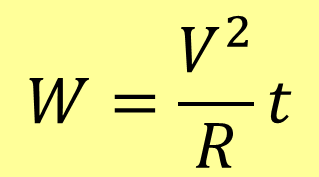 W = V²/R t